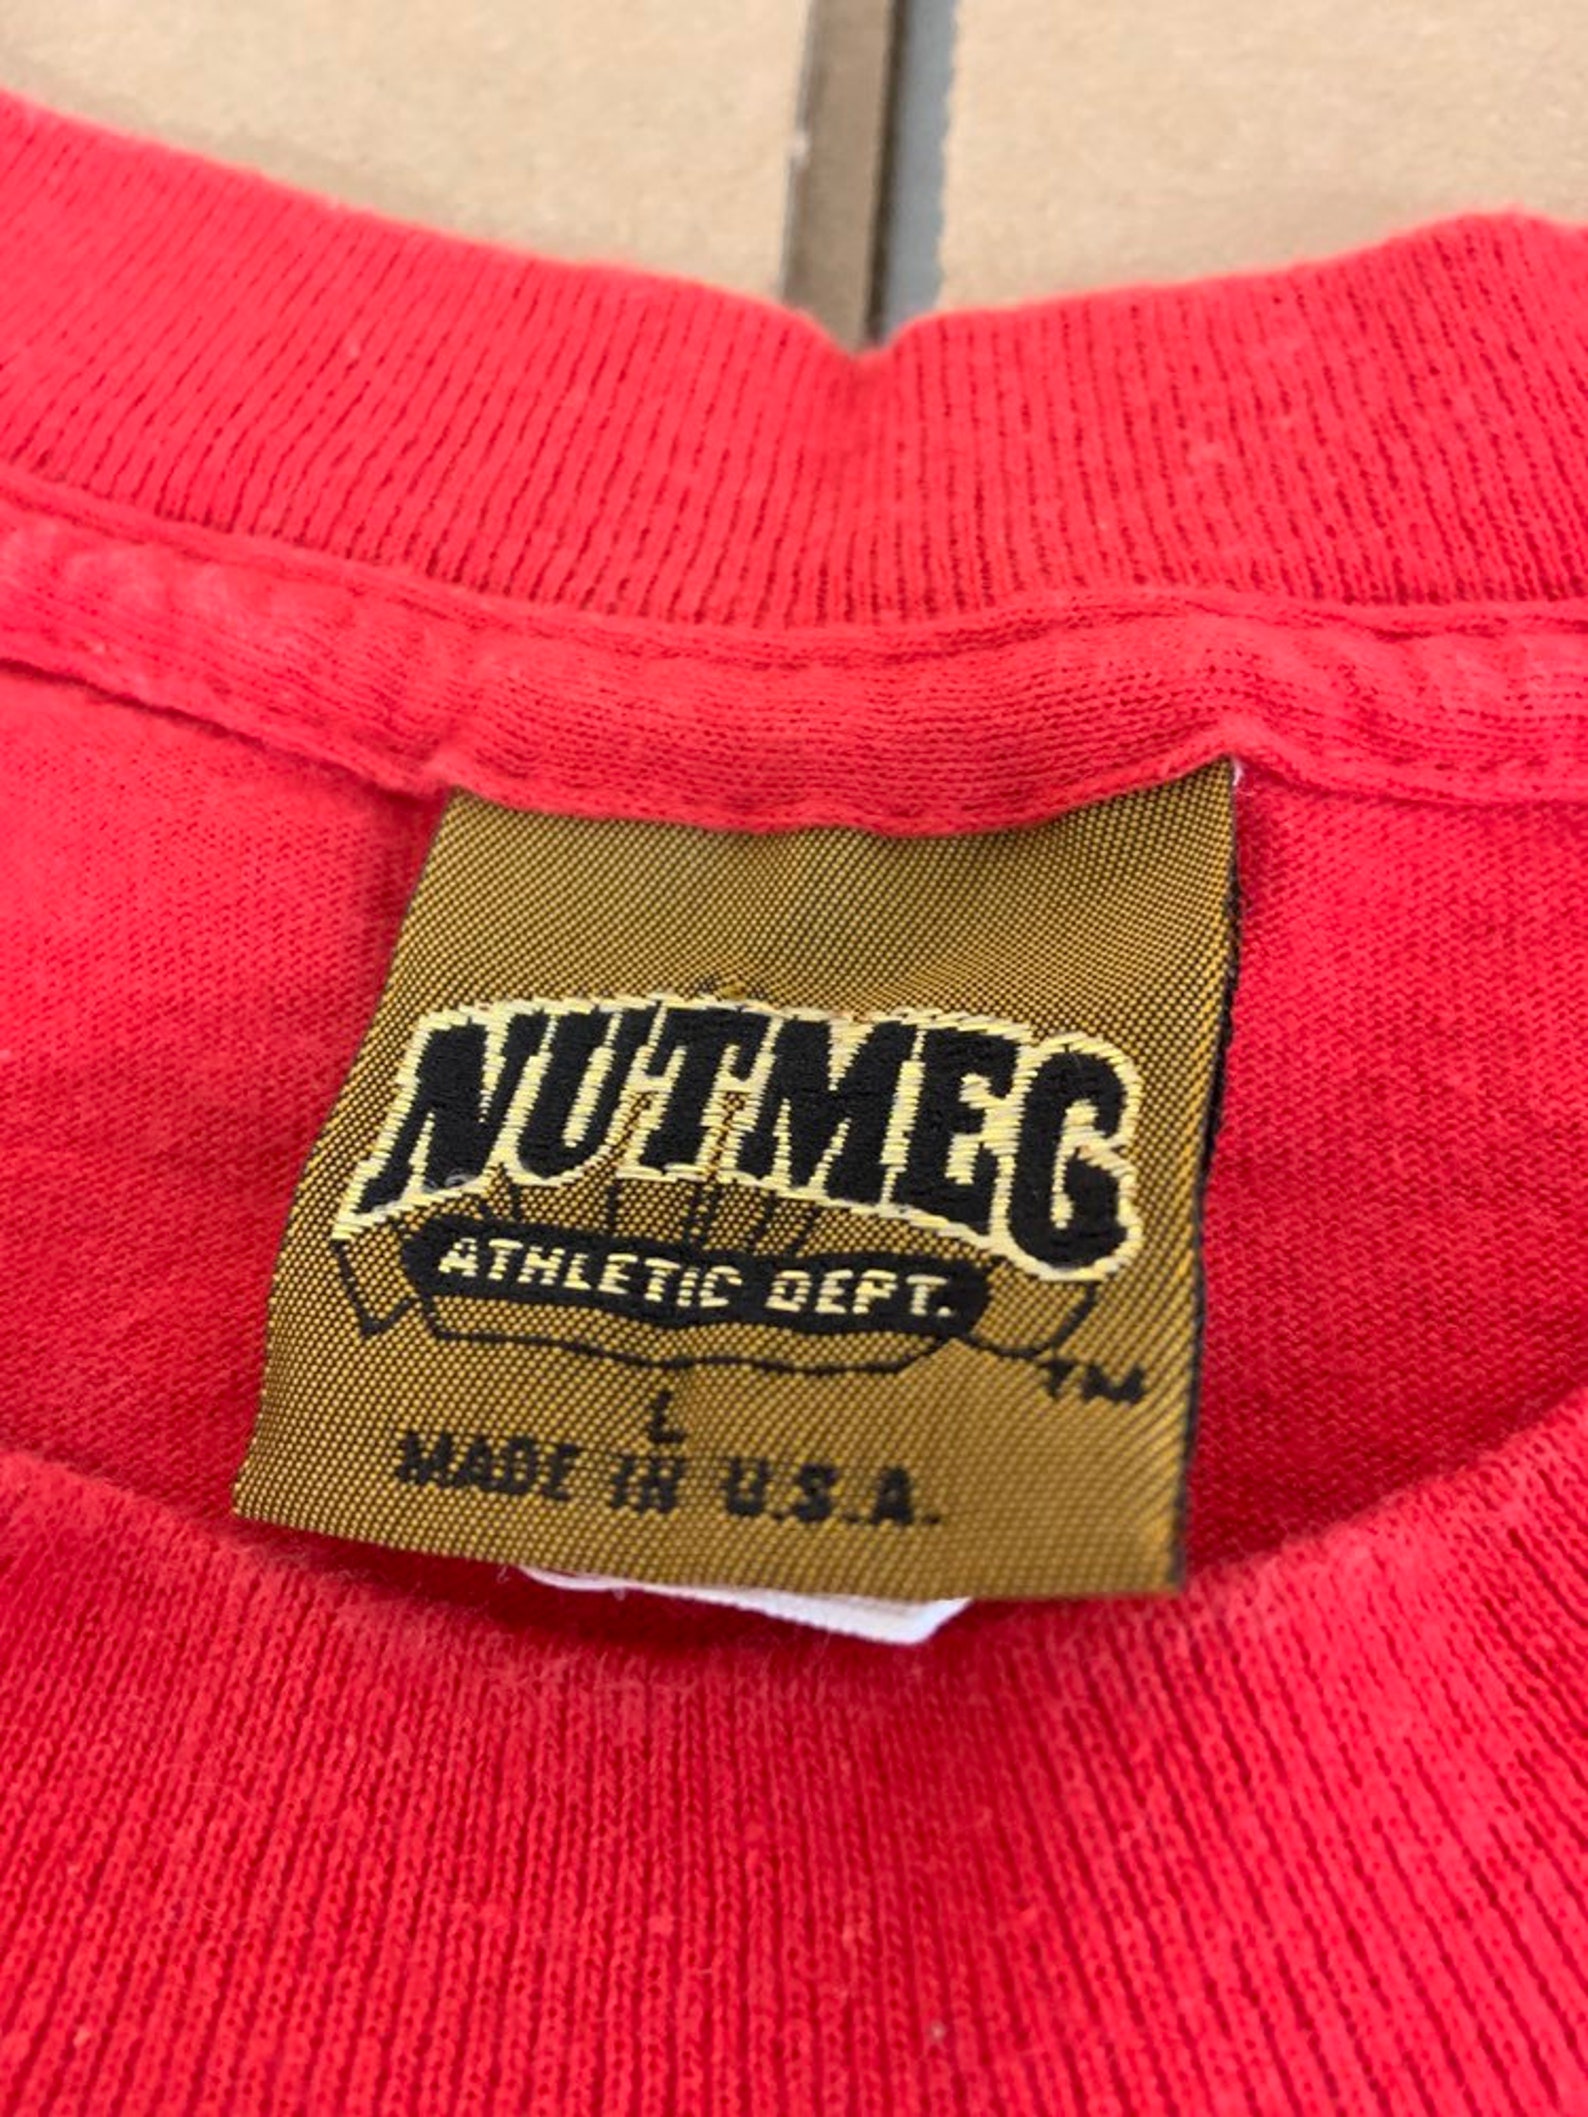 NUTMEG
ATHLETIC DEPT.
TM
L
MADE IN U.S.A.